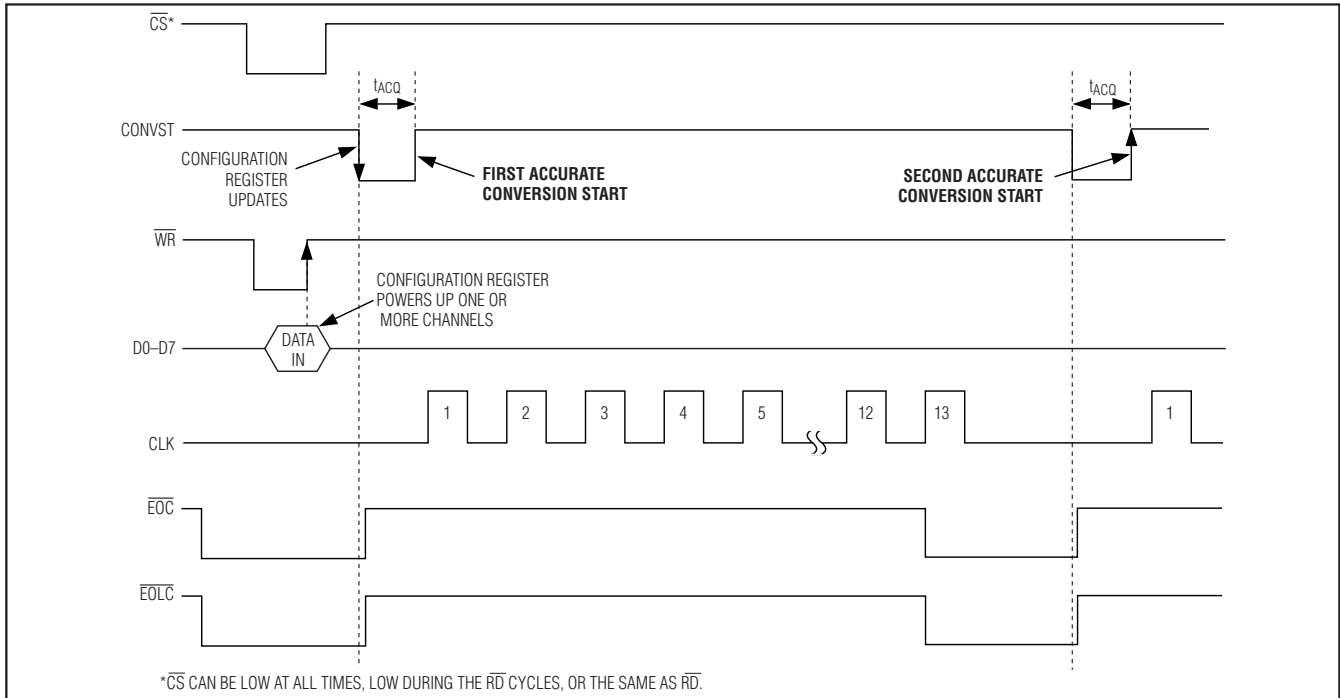 CS*
tACQ
tACQ
CONVST
CONFIGURATION
REGISTER
UPDATES
FIRST ACCURATE
CONVERSION START
SECOND ACCURATE
CONVERSION START
WR
CONFIGURATION REGISTER
POWERS UP ONE OR
MORE CHANNELS
D0–D7
DATA
IN
1 2 3 4 5 12 13 1
CLK
EOC
EOLC
*CS CAN BE LOW AT ALL TIMES, LOW DURING THE RD CYCLES, OR THE SAME AS RD.